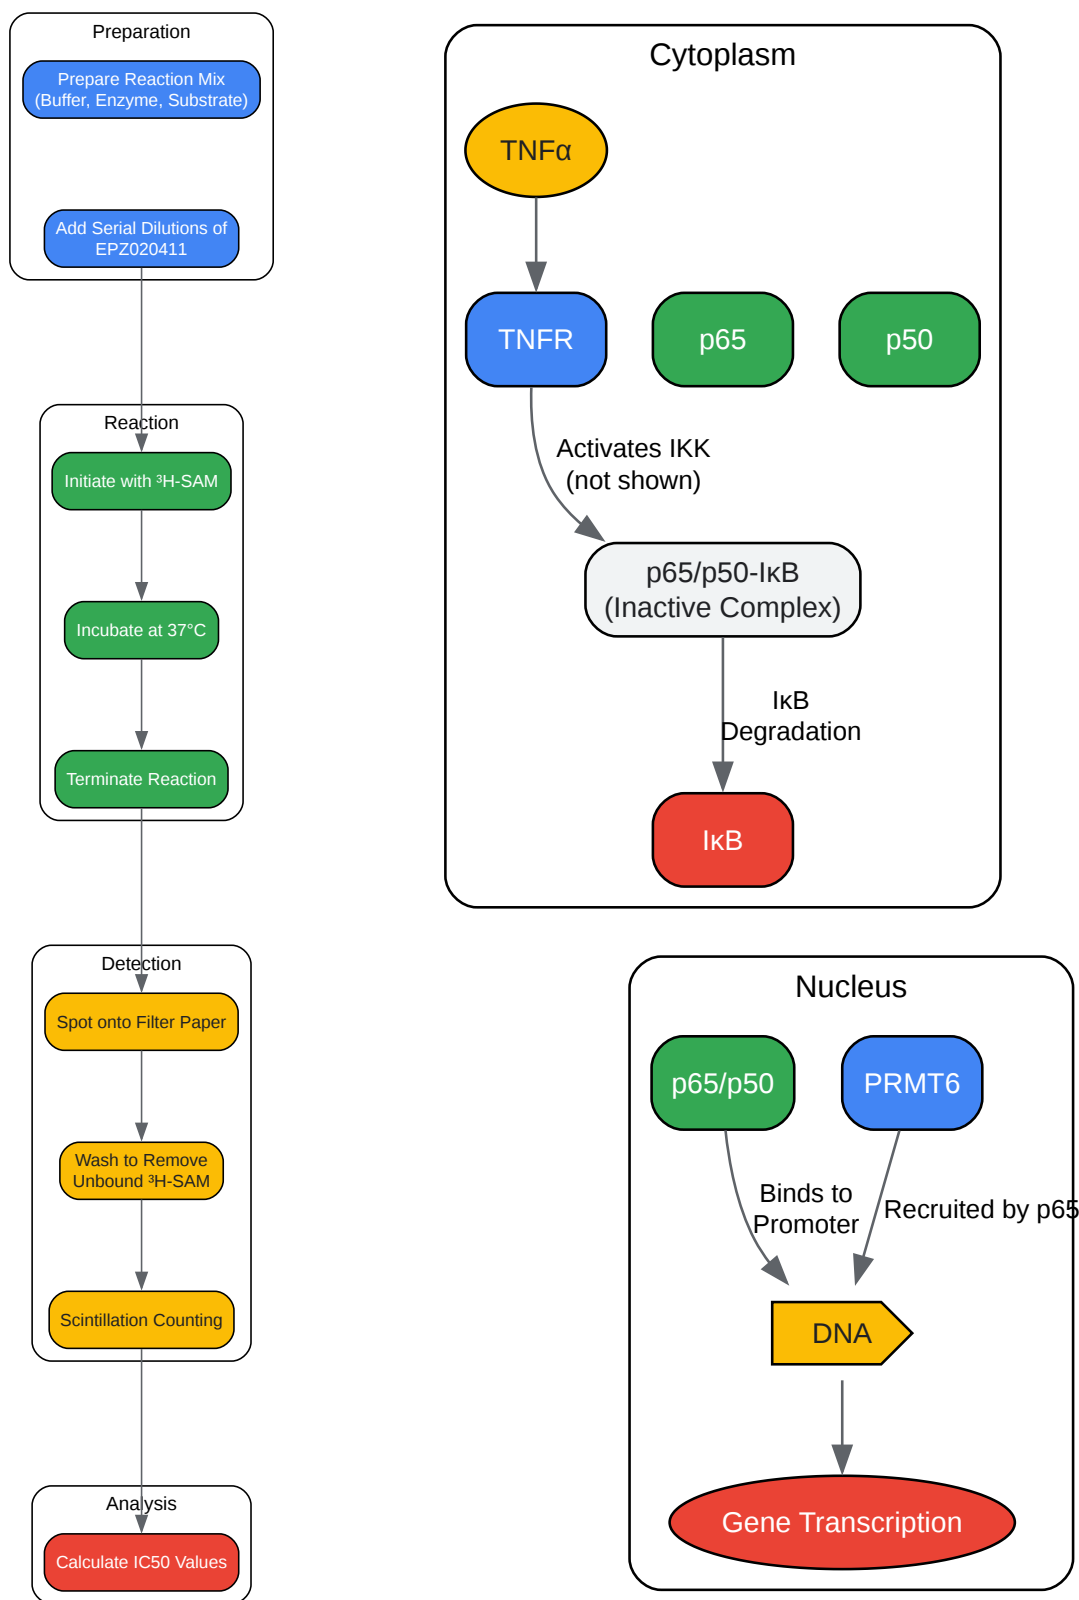 Preparation
Prepare Reaction Mix
(Buffer, Enzyme, Substrate)
Add Serial Dilutions of
EPZ020411
Reaction
Initiate with ³H-SAM
Incubate at 37°C
Terminate Reaction
Detection
Spot onto Filter Paper
Wash to Remove
Unbound ³H-SAM
Scintillation Counting
Analysis
Calculate IC50 Values
Cytoplasm
TNFα
TNFR
p65
p50
Activates IKK
(not shown)
p65/p50-IκB
(Inactive Complex)
IκB
Degradation
IκB
Nucleus
p65/p50
PRMT6
Binds to
Promoter
Recruited by p65
DNA
Gene Transcription